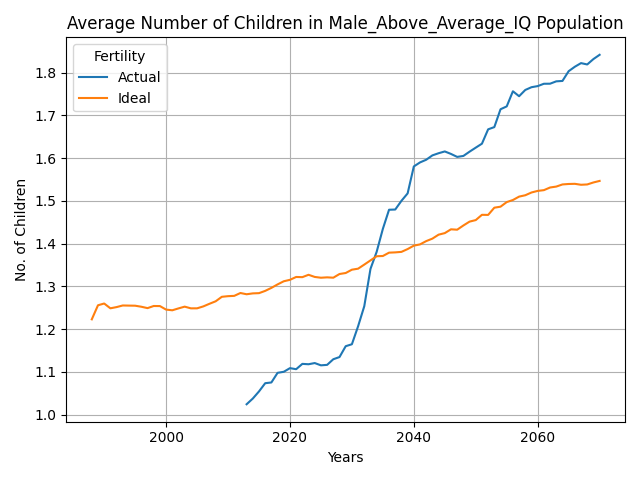 Average Number of Children in Male_Above_Average_IQ Population
Fertility
Actual
Ideal
No. of Children
1.8
1.7
1.6
1.5
1.4
1.3
1.2
1.1
1.0
2000
2020
2040
2060
Years